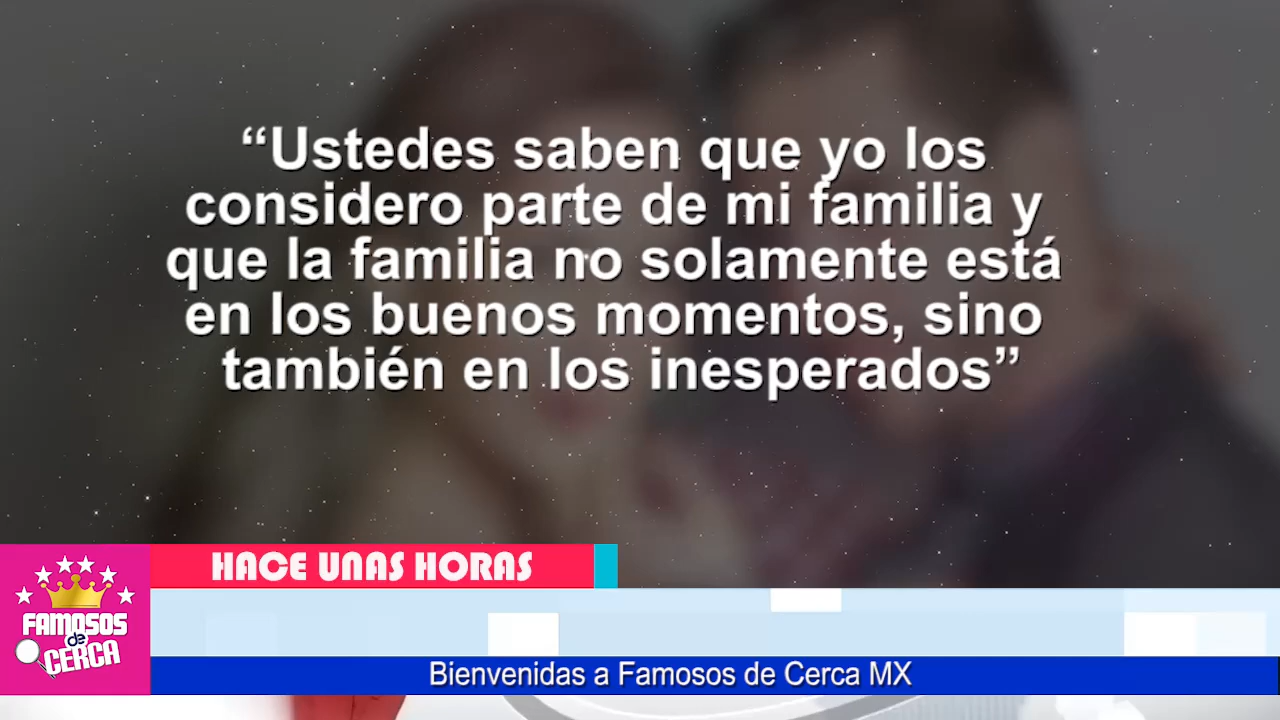 “Ustedes saben que yo los
considero parte de mi familia y
que la familia no solamente está
en los buenos momentos, sino
también en los inesperados”
HACE UNAS HORAS
FAMOSOS
de
CERCA
Bienvenidas a Famosos de Cerca MX